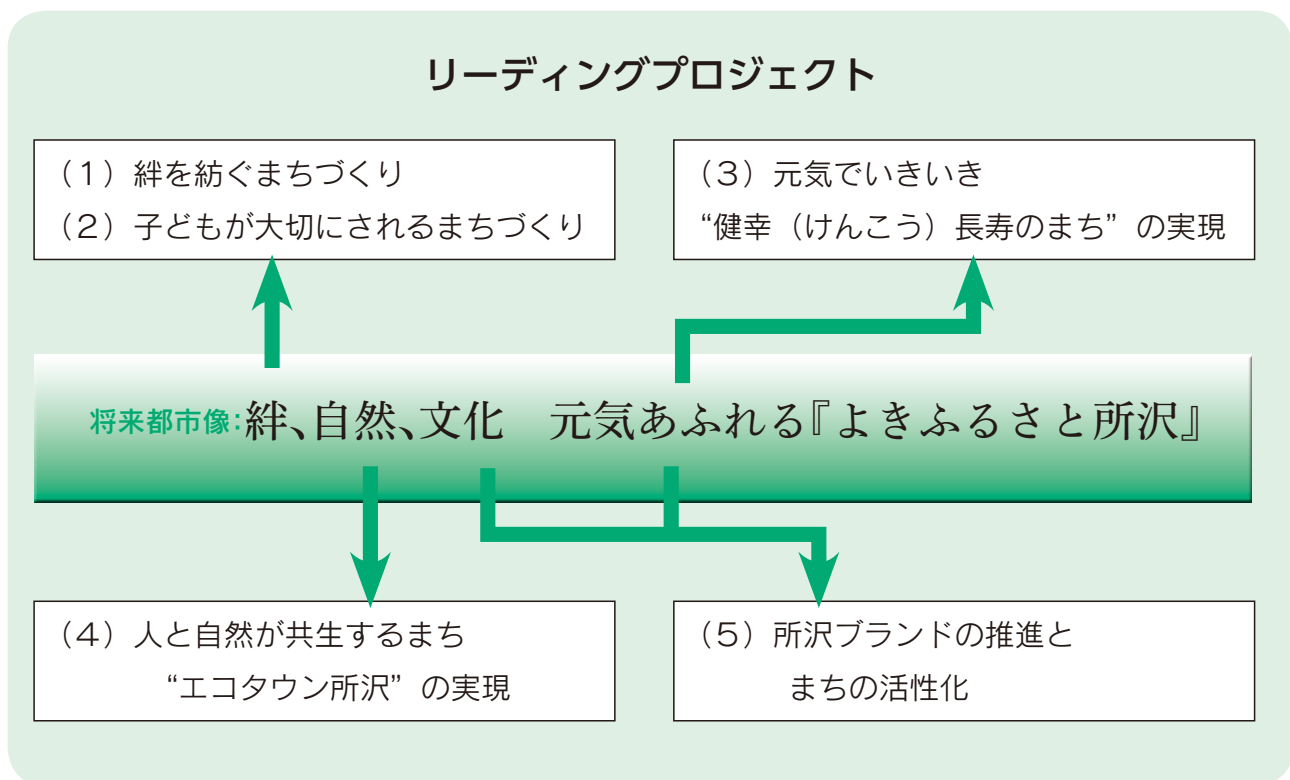 リーディングプロジェクト
（1）絆を紡ぐまちづくり
（2）子どもが大切にされるまちづくり
（3）元気でいきいき
“健幸（けんこう）長寿のまち”の実現
将来都市像：絆、自然、文化　元気あふれる『よきふるさと所沢』
（4）人と自然が共生するまち
“エコタウン所沢”の実現
（5）所沢ブランドの推進と
まちの活性化